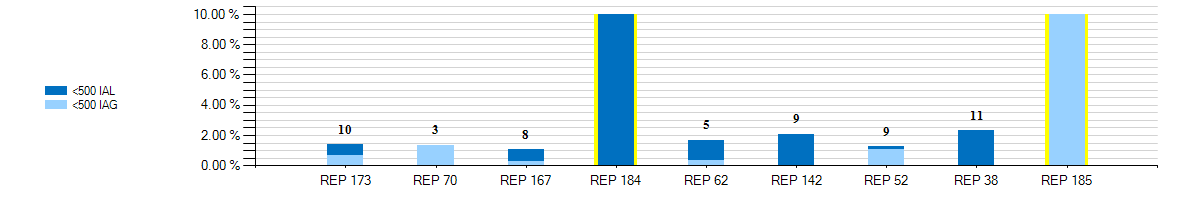 10.00 %
8.00 %
6.00 %
4.00 %
2.00 %
0.00 %
<500 IAL
<500 IAG
10
3
8
5
9
9
11
REP 173
REP 70
REP 167
REP 184
REP 62
REP 142
REP 52
REP 38
REP 185